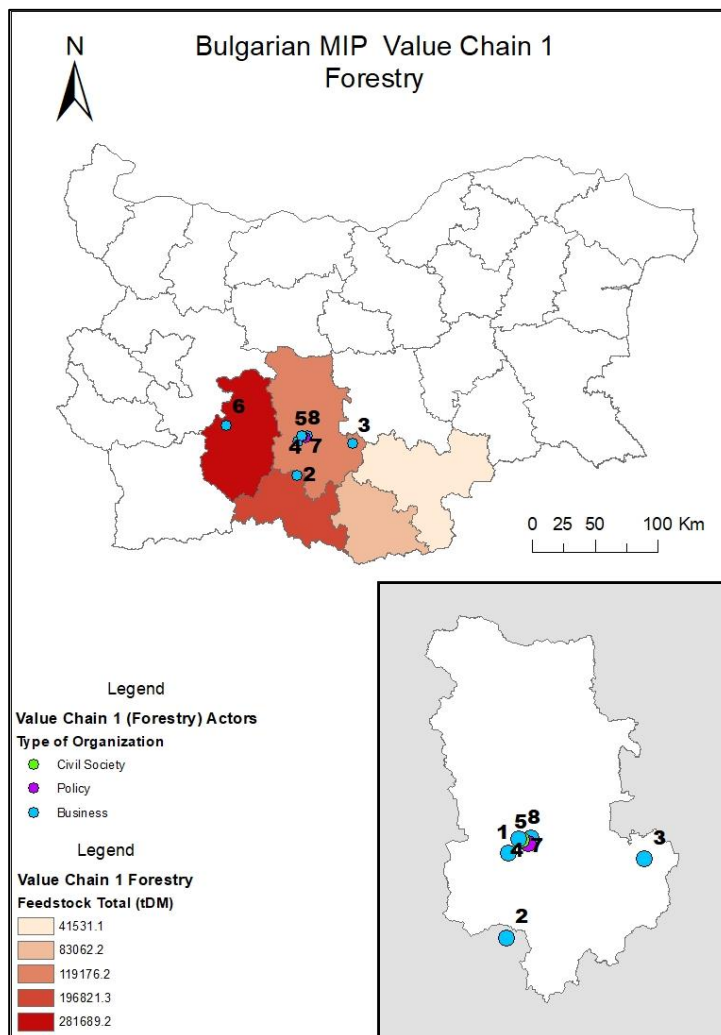 Bulgarian MIP Value Chain 1
Forestry
N
6
58
3
4 7
2
0 25 50 100 Km
Legend
Value Chain 1 (Forestry) Actors
Type of Organization
Civil Society
Policy
Business
Legend
Value Chain 1 Forestry
Feedstock Total (tDM)
41531.1
83062.2
119176.2
196821.3
281689.2
1 58
4 7 3
2